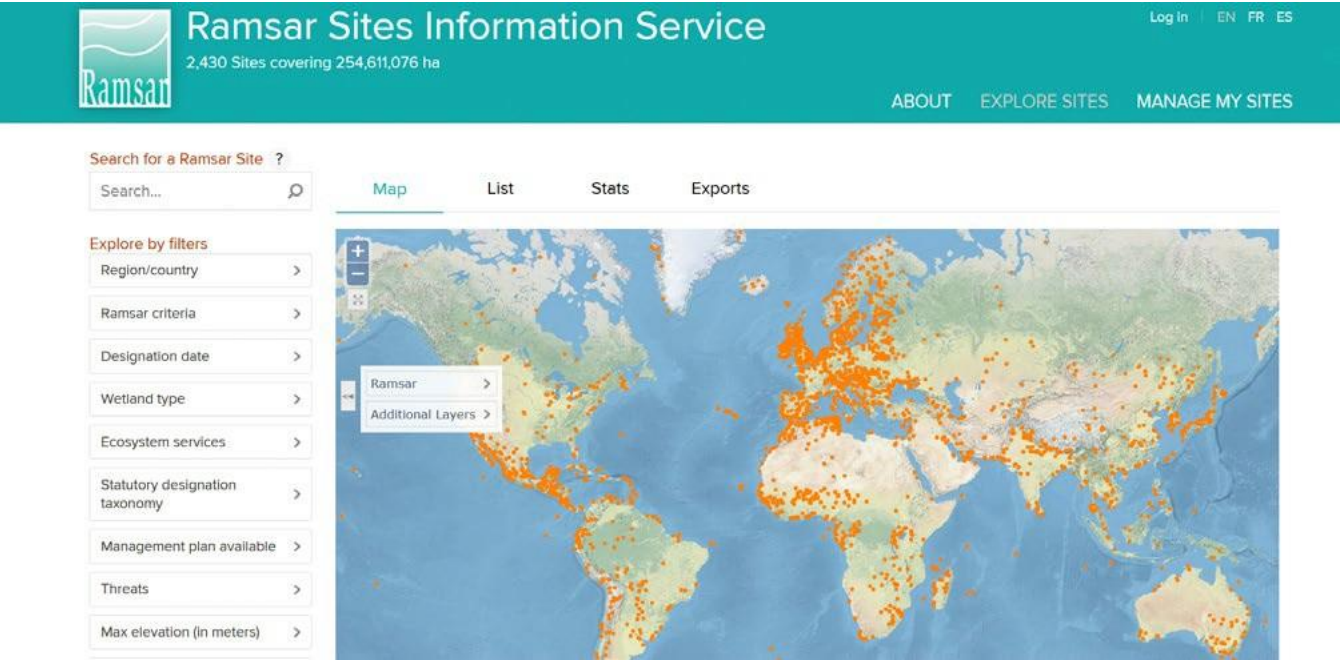 Ramsar
Ramsar Sites Information Service
2,430 Sites covering 254,611,076 ha
Log in | EN FR ES
ABOUT EXPLORE SITES MANAGE MY SITES
Search for a Ramsar Site ?
Search...
Map List Stats Exports
Explore by filters
Region/country >
Ramsar criteria >
Designation date >
Wetland type >
Ecosystem services >
Statutory designation
taxonomy >
Management plan available >
Threats >
Max elevation (in meters) >
+
−
Ramsar >
Additional Layers >